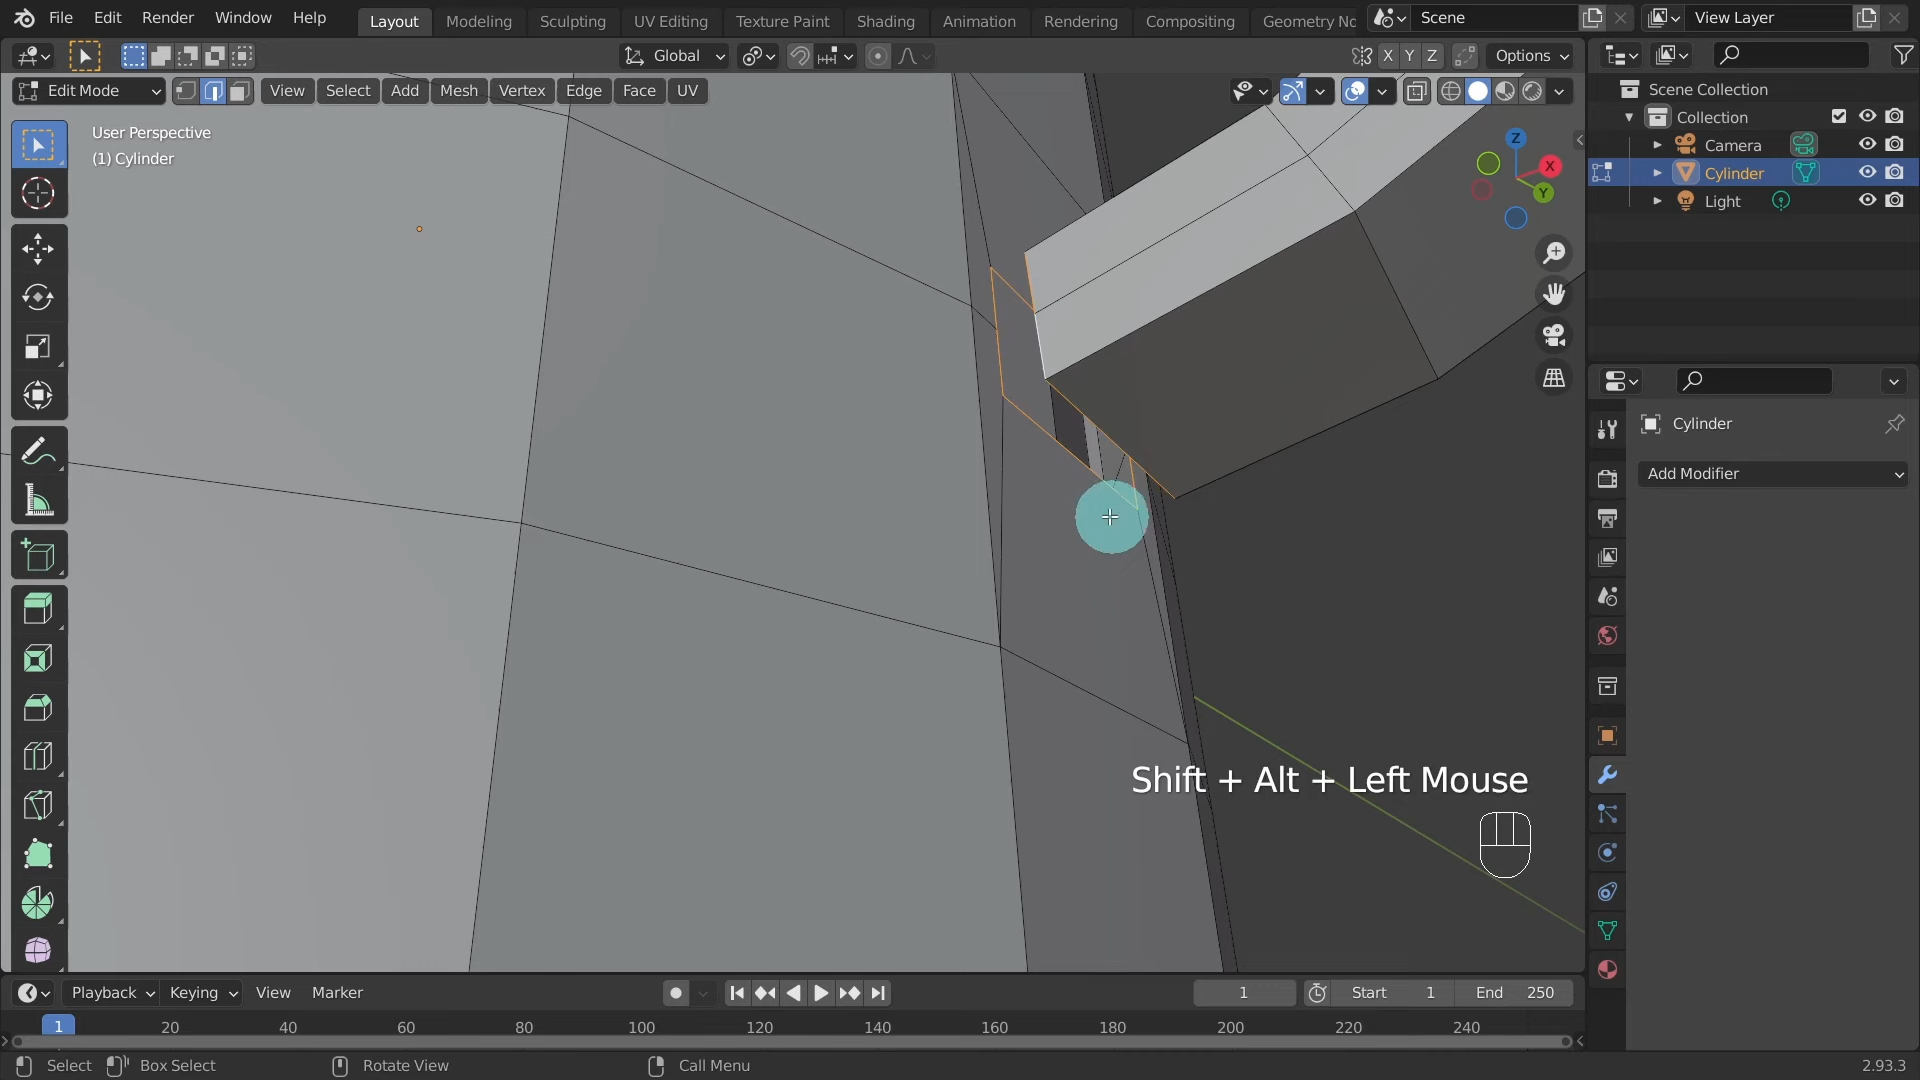 File Edit Render Window Help Layout Modeling Sculpting UV Editing Texture Paint Shading Animation Rendering Compositing Geometry No Scene View Layer
Global X Y Z Options
Edit Mode View Select Add Mesh Vertex Edge Face UV
Scene Collection
Collection
Camera
Cylinder
Light
User Perspective
(1) Cylinder
Z
X
Y
Cylinder
Add Modifier
Shift + Alt + Left Mouse
Playback Keying View Marker 1 Start 1 End 250
1 20 40 60 80 100 120 140 160 180 200 220 240
Select Box Select Rotate View Call Menu 2.93.3